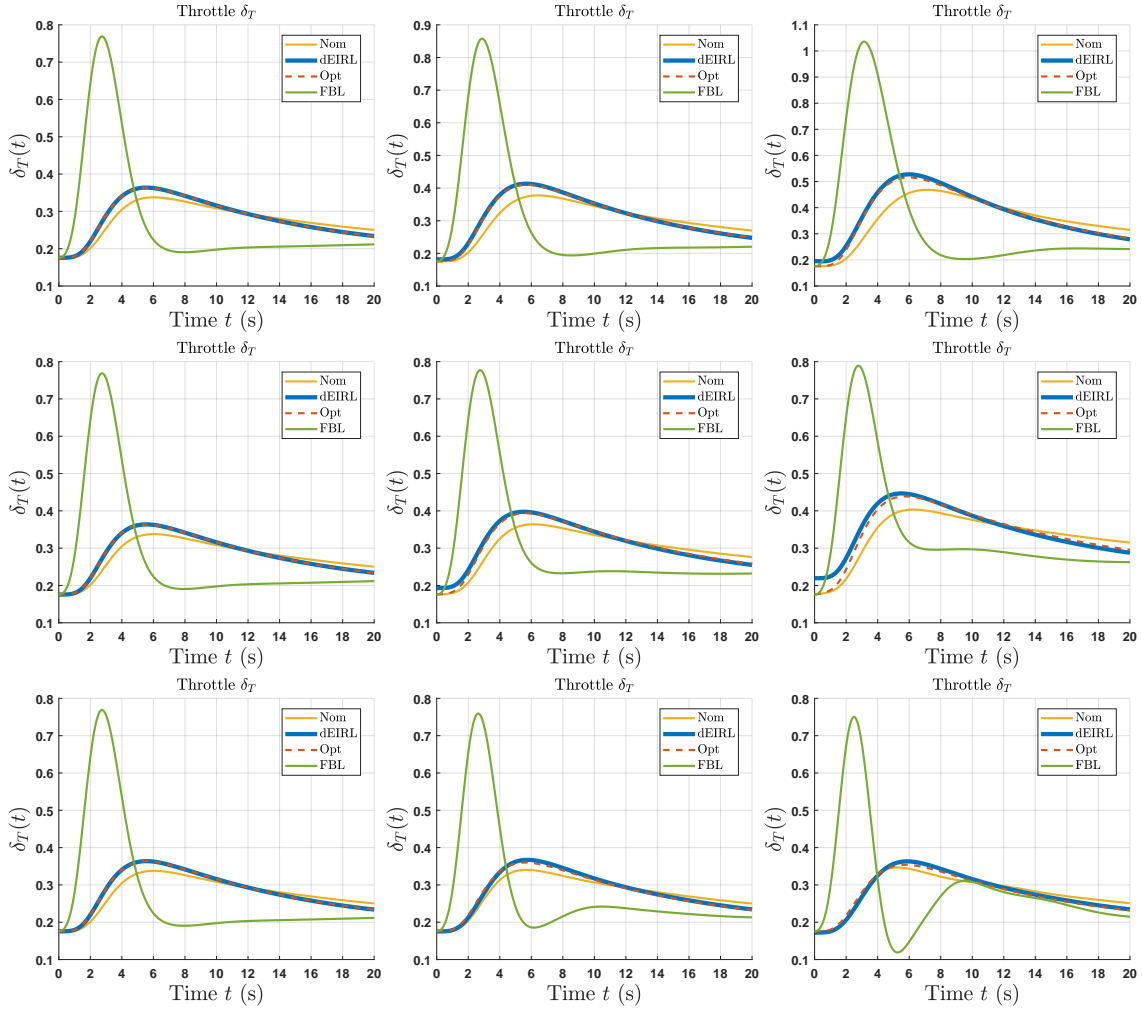 Throttle δ_T Throttle δ_T Throttle δ_T
0.8 0.9 1.1
Nom Nom Nom
dEIRL dEIRL dEIRL
Opt Opt Opt
FBL FBL FBL
0.7 0.8 1
0.6 0.7 0.9
0.5 0.6 0.8
0.4 0.5 0.7
0.3 0.4 0.6
0.2 0.3 0.5
0.1 0.2 0.4
0.1 0.3
0.2
0.1
δ_T(t) δ_T(t) δ_T(t)
0 2 4 6 8 10 12 14 16 18 20 0 2 4 6 8 10 12 14 16 18 20 0 2 4 6 8 10 12 14 16 18 20
Time t (s) Time t (s) Time t (s)
Throttle δ_T Throttle δ_T Throttle δ_T
0.8 0.8 0.8
Nom Nom Nom
dEIRL dEIRL dEIRL
Opt Opt Opt
FBL FBL FBL
0.7 0.7 0.7
0.6 0.6 0.6
0.5 0.5 0.5
0.4 0.4 0.4
0.3 0.3 0.3
0.2 0.2 0.2
0.1 0.1 0.1
δ_T(t) δ_T(t) δ_T(t)
0 2 4 6 8 10 12 14 16 18 20 0 2 4 6 8 10 12 14 16 18 20 0 2 4 6 8 10 12 14 16 18 20
Time t (s) Time t (s) Time t (s)
Throttle δ_T Throttle δ_T Throttle δ_T
0.8 0.8 0.8
Nom Nom Nom
dEIRL dEIRL dEIRL
Opt Opt Opt
FBL FBL FBL
0.7 0.7 0.7
0.6 0.6 0.6
0.5 0.5 0.5
0.4 0.4 0.4
0.3 0.3 0.3
0.2 0.2 0.2
0.1 0.1 0.1
δ_T(t) δ_T(t) δ_T(t)
0 2 4 6 8 10 12 14 16 18 20 0 2 4 6 8 10 12 14 16 18 20 0 2 4 6 8 10 12 14 16 18 20
Time t (s) Time t (s) Time t (s)